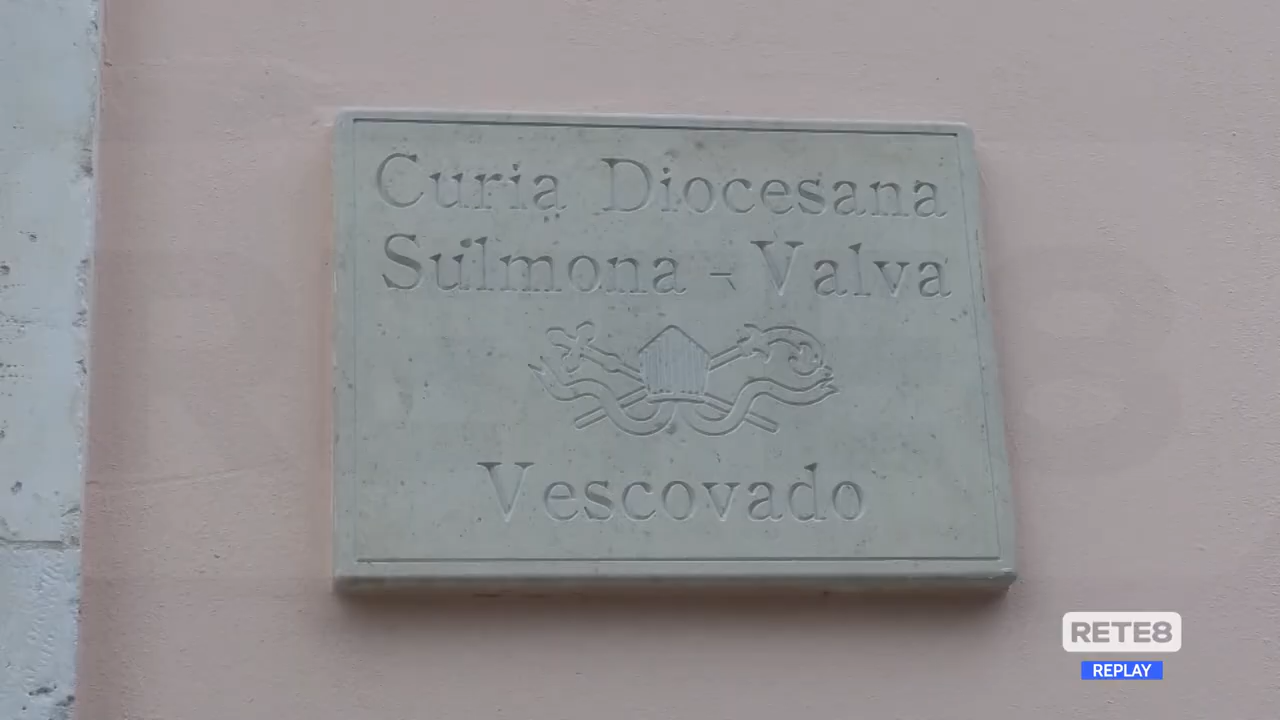 Curia Diocesana
Sulmona - Valva
Vescovado
RETE8
REPLAY